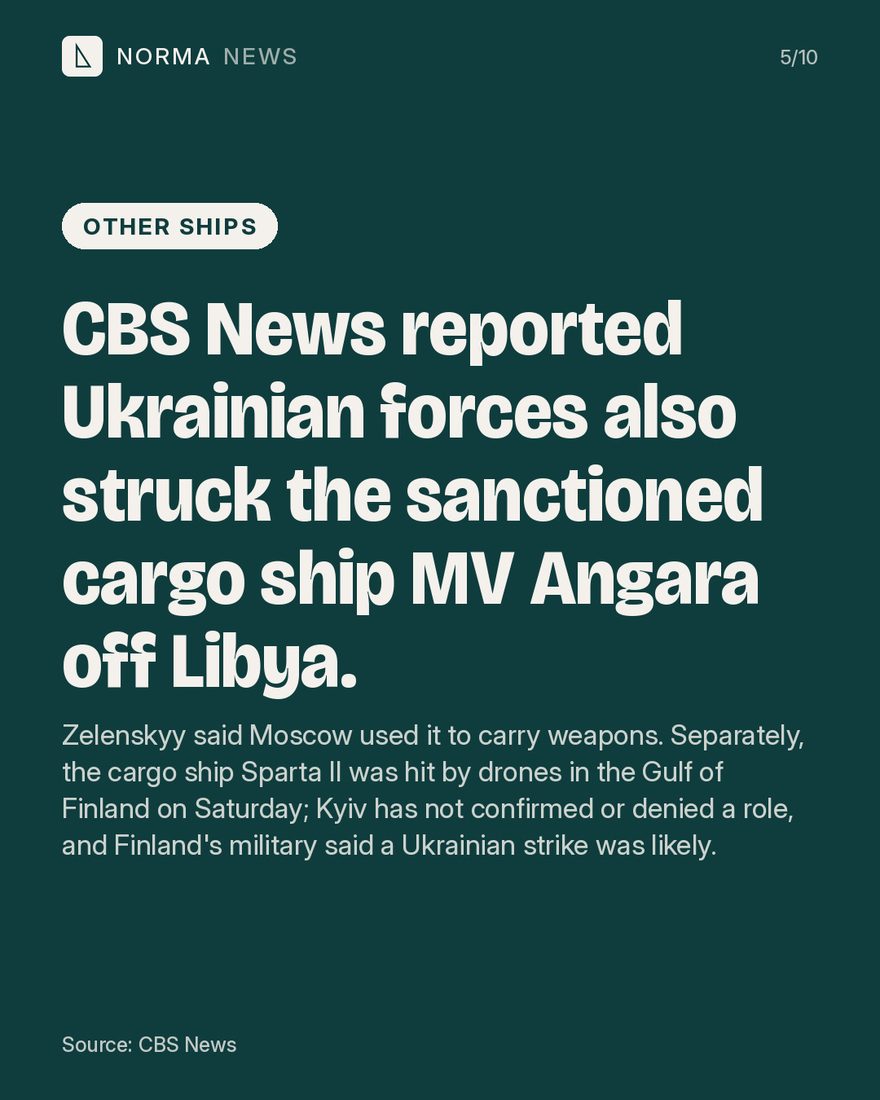 NORMA NEWS
5/10
OTHER SHIPS
CBS News reported
Ukrainian forces also
struck the sanctioned
cargo ship MV Angara
off Libya.
Zelenskyy said Moscow used it to carry weapons. Separately,
the cargo ship Sparta II was hit by drones in the Gulf of
Finland on Saturday; Kyiv has not confirmed or denied a role,
and Finland's military said a Ukrainian strike was likely.
Source: CBS News